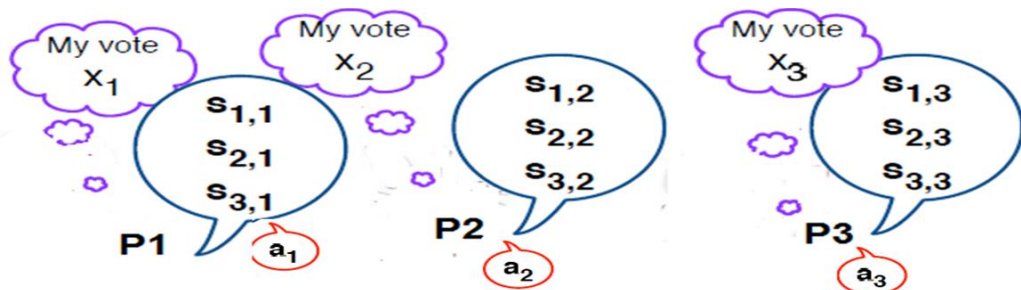 My vote
x₁
s₁,₁
s₂,₁
s₃,₁
P1
a₁
My vote
x₂
s₁,₂
s₂,₂
s₃,₂
P2
a₂
My vote
x₃
s₁,₃
s₂,₃
s₃,₃
P3
a₃